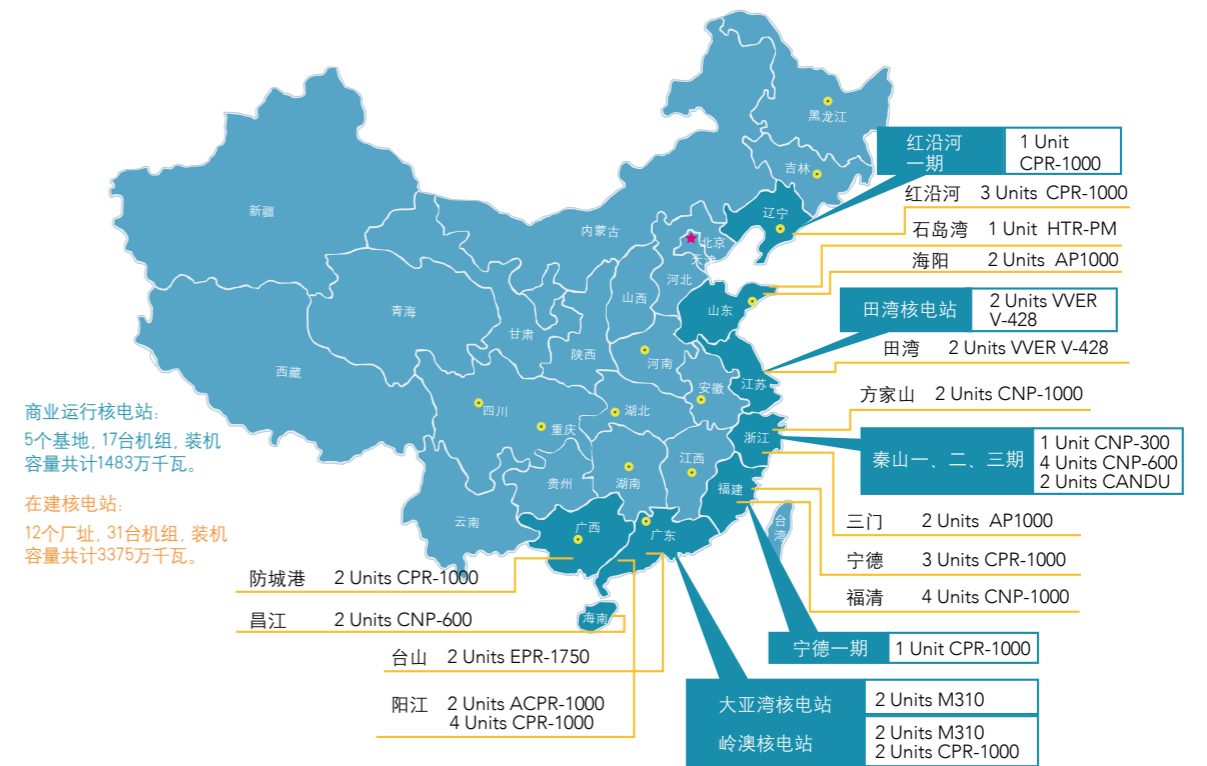 黑龙江
吉林
辽宁
新疆
内蒙古
北京
天津
河北
山西
山东
青海
甘肃
陕西
河南
西藏
江苏
安徽
四川
重庆
湖北
浙江
江西
湖南
贵州
福建
云南
广西
广东
台湾
海南
红沿河
一期
1 Unit
CPR-1000
红沿河 3 Units CPR-1000
石岛湾 1 Unit HTR-PM
海阳 2 Units AP1000
田湾核电站
2 Units VVER
V-428
田湾 2 Units VVER V-428
方家山 2 Units CNP-1000
秦山一、二、三期
1 Unit CNP-300
4 Units CNP-600
2 Units CANDU
三门 2 Units AP1000
宁德 3 Units CPR-1000
福清 4 Units CNP-1000
宁德一期 1 Unit CPR-1000
大亚湾核电站 2 Units M310
岭澳核电站
2 Units M310
2 Units CPR-1000
商业运行核电站:
5个基地, 17台机组, 装机
容量共计1483万千瓦。
在建核电站:
12个厂址, 31台机组, 装机
容量共计3375万千瓦。
防城港 2 Units CPR-1000
昌江 2 Units CNP-600
台山 2 Units EPR-1750
阳江 2 Units ACPR-1000
4 Units CPR-1000